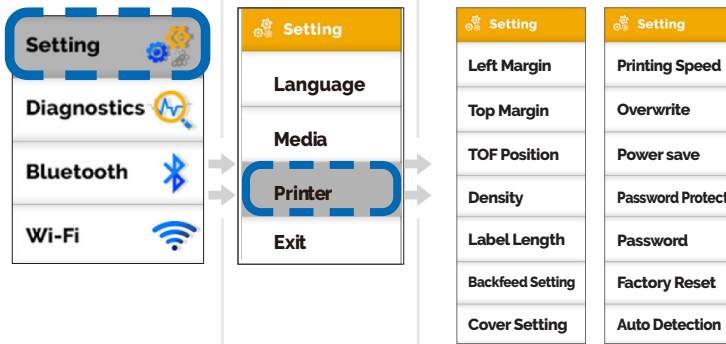 Setting
Diagnostics
Bluetooth
Wi-Fi
Setting
Language
Media
Printer
Exit
Setting
Left Margin
Top Margin
TOF Position
Density
Label Length
Backfeed Setting
Cover Setting
Setting
Printing Speed
Overwrite
Power save
Password Protect
Password
Factory Reset
Auto Detection